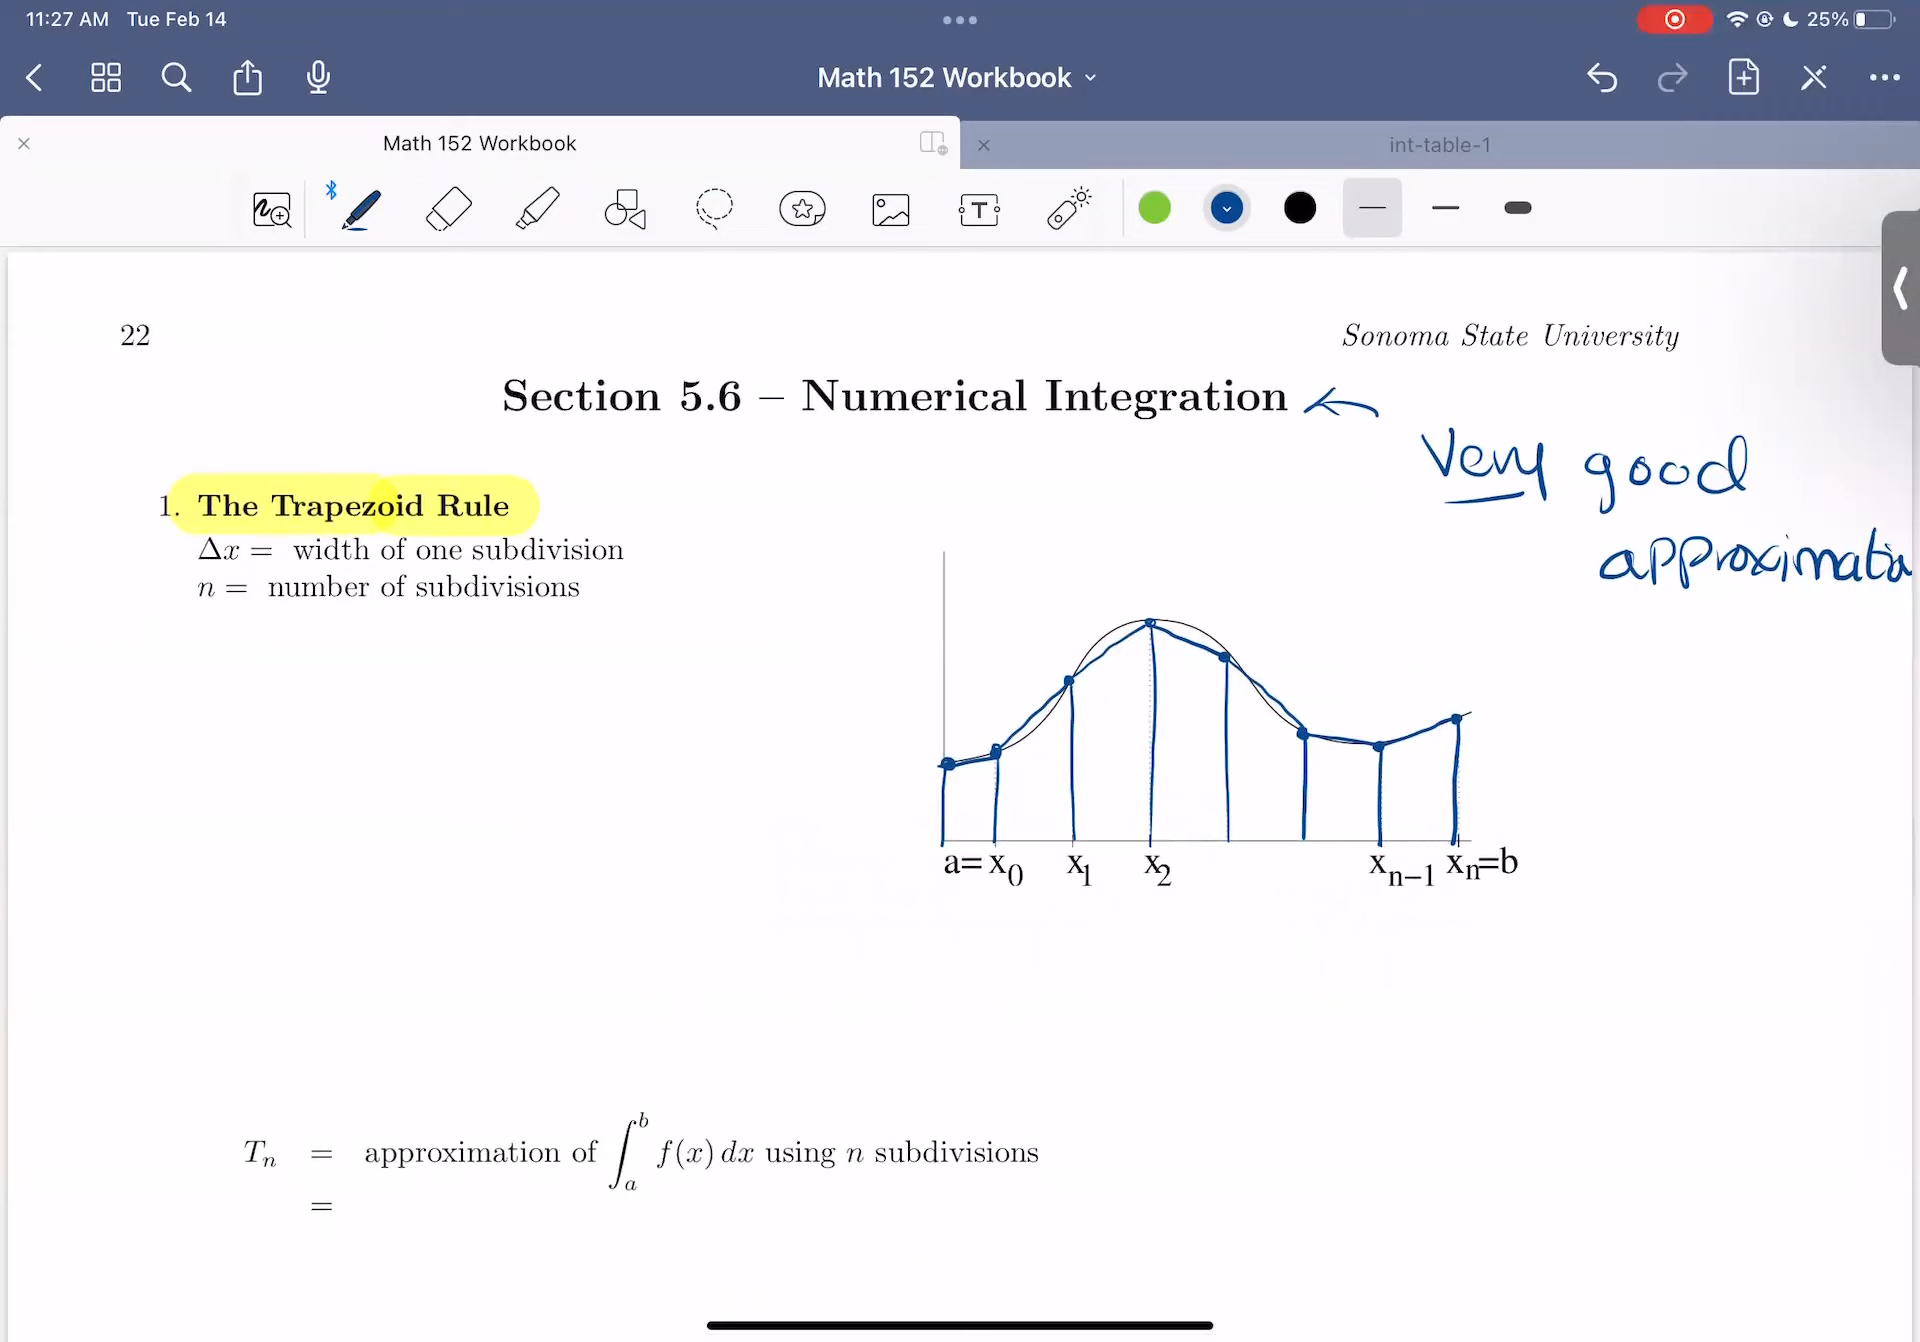 11:27 AM Tue Feb 14
25%
Math 152 Workbook
Math 152 Workbook
int-table-1
T
22
Sonoma State University
Section 5.6 – Numerical Integration
Very good
approximatio
1. The Trapezoid Rule
Δx = width of one subdivision
n = number of subdivisions
a=x₀ x₁ x₂ xₙ₋₁ xₙ=b
Tₙ = approximation of ∫ₐᵇ f(x) dx using n subdivisions
=